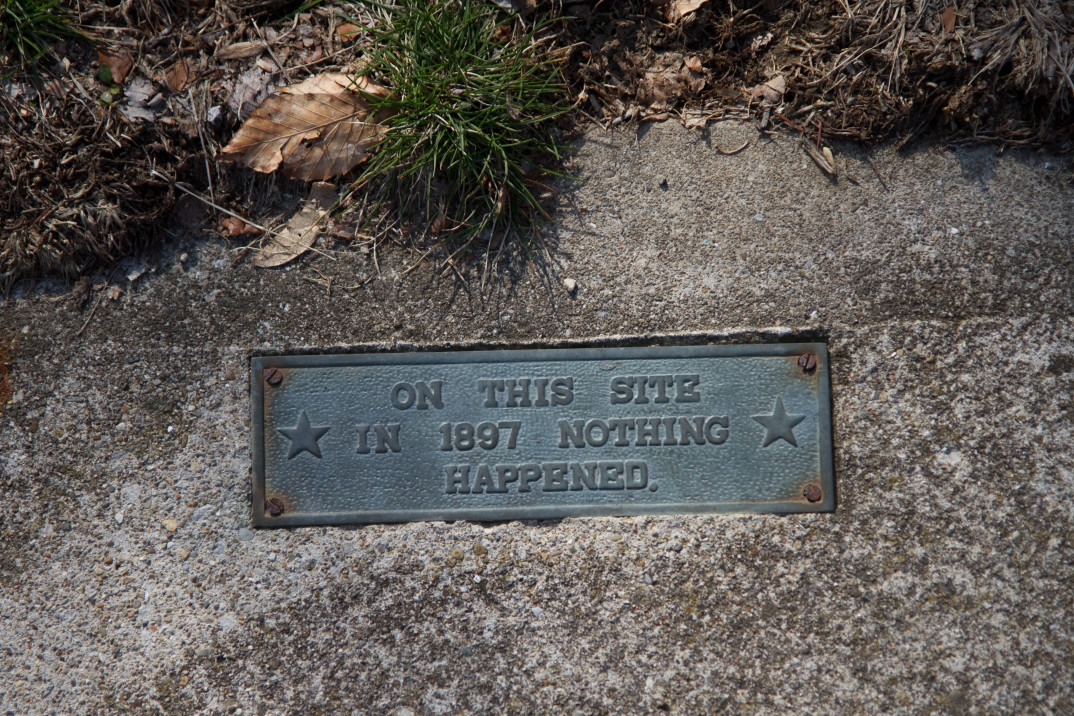 ON THIS SITE
IN 1897 NOTHING
HAPPENED.